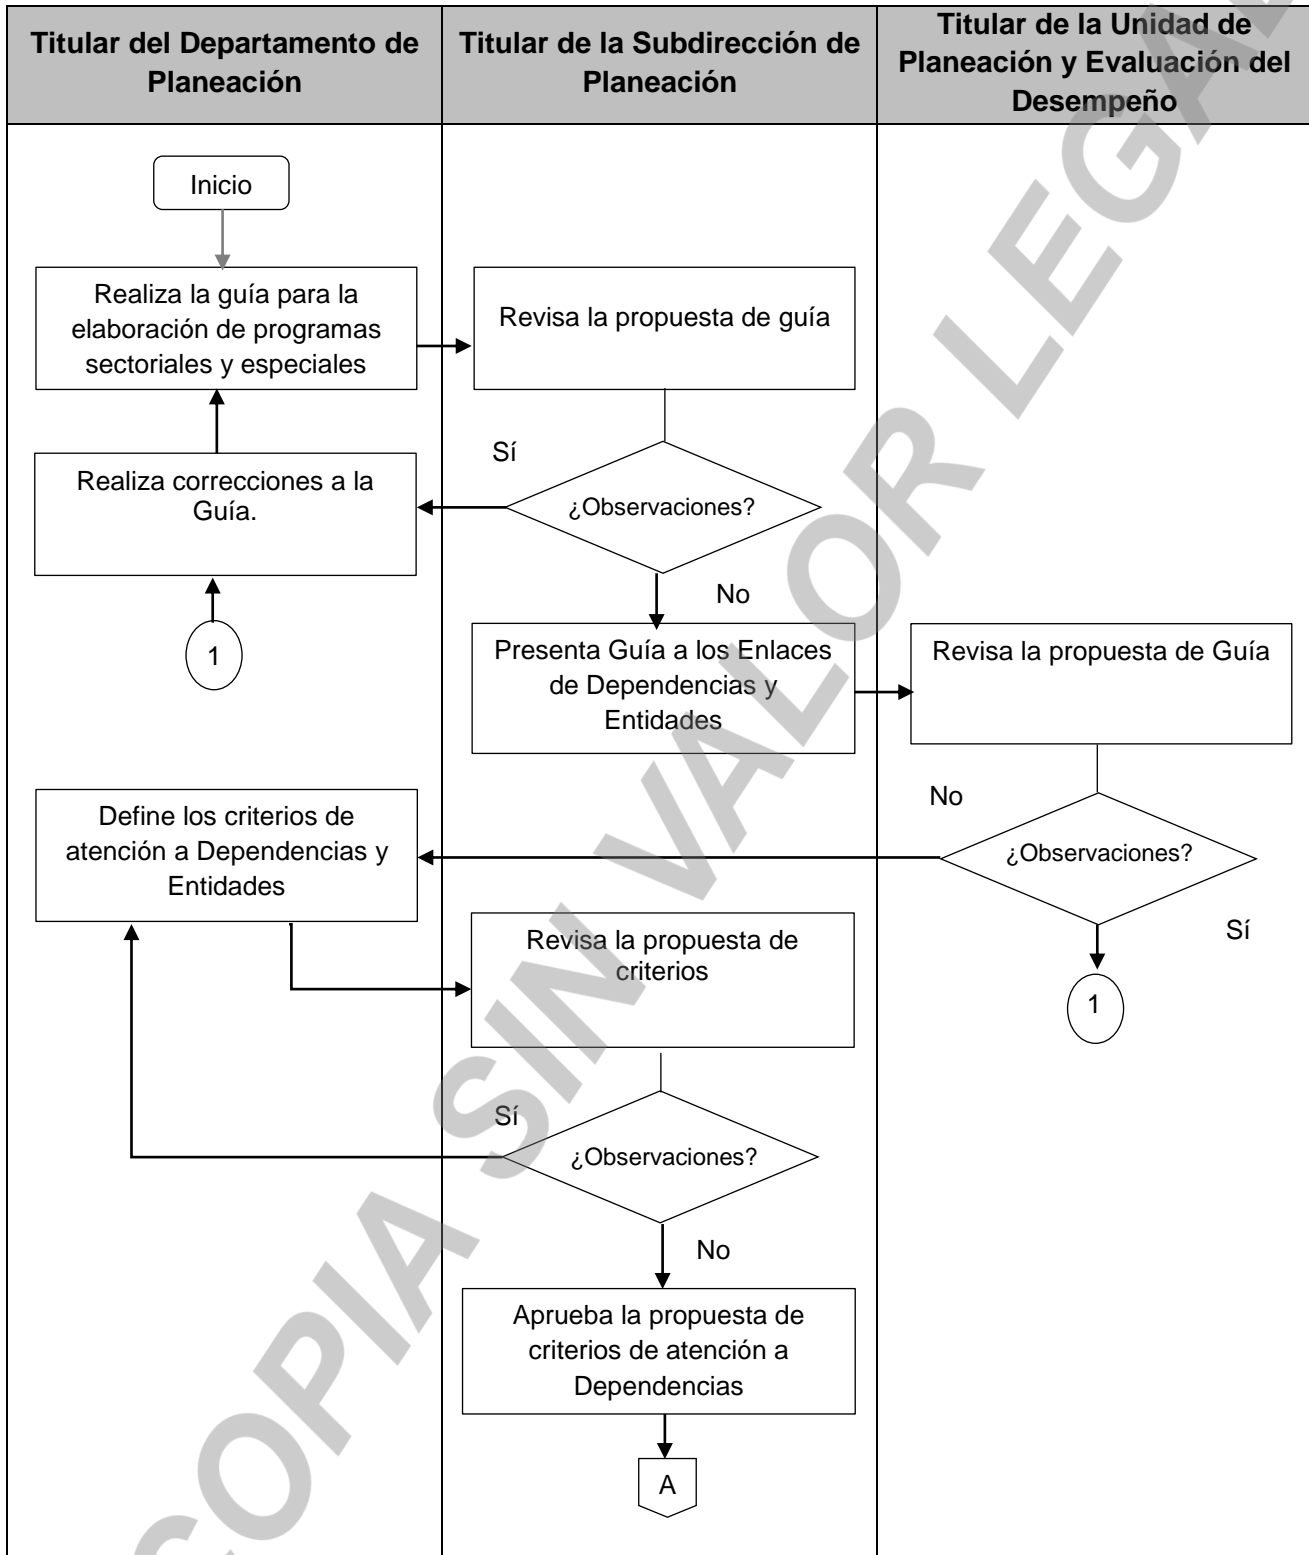 Titular del Departamento de
Planeación
Titular de la Subdirección de
Planeación
Titular de la Unidad de
Planeación y Evaluación del
Desempeño
Inicio
Realiza la guía para la
elaboración de programas
sectoriales y especiales
Revisa la propuesta de guía
Sí
¿Observaciones?
Realiza correcciones a la
Guía.
No
1
Presenta Guía a los Enlaces
de Dependencias y
Entidades
Revisa la propuesta de Guía
No
¿Observaciones?
Sí
1
Define los criterios de
atención a Dependencias y
Entidades
Revisa la propuesta de
criterios
Sí
¿Observaciones?
No
Aprueba la propuesta de
criterios de atención a
Dependencias
A
COPIA SIN VALOR LEGAL